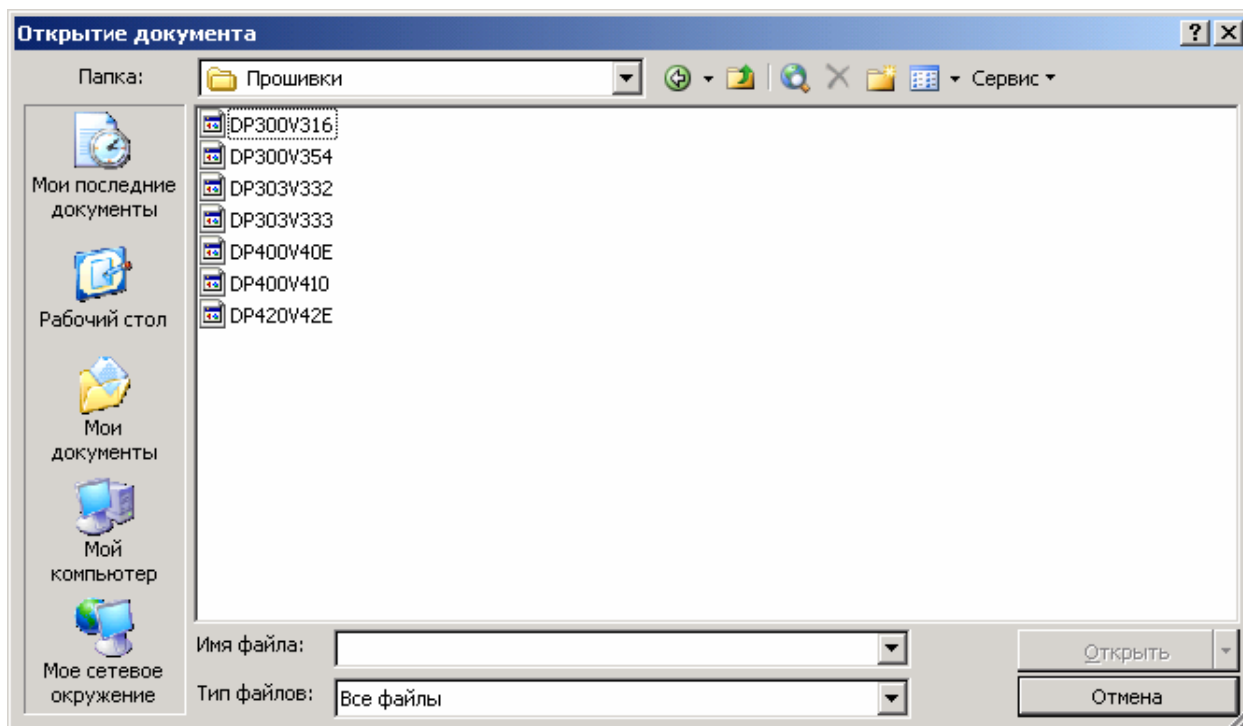 Открытие документа
Папка:
Прошивки
Сервис
DP300V316
DP300V354
DP303V332
DP303V333
DP400V40E
DP400V410
DP420V42E
Мои последние
документы
Рабочий стол
Мои
документы
Мой
компьютер
Мое сетевое
окружение
Имя файла:
Открыть
Тип файлов:
Все файлы
Отмена